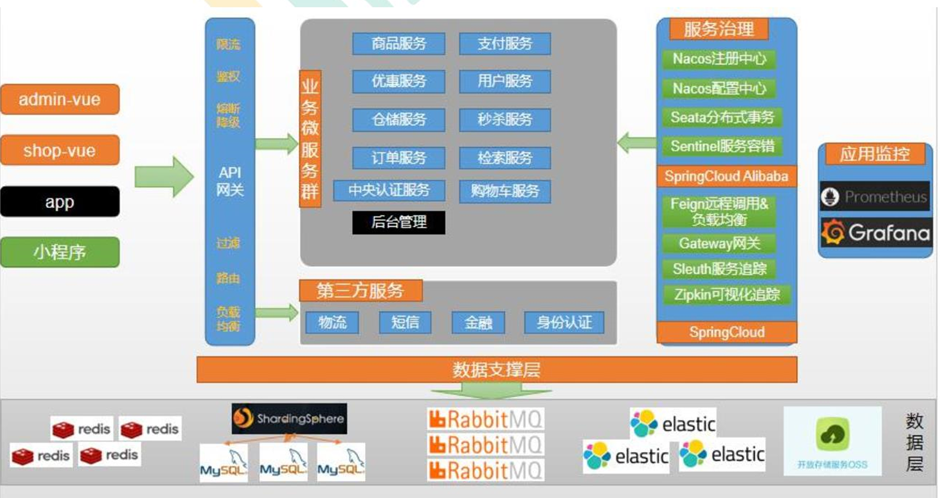 admin-vue
shop-vue
app
小程序
限流
鉴权
熔断
降级
API
网关
过滤
路由
负载
均衡
业务微服务群
商品服务
支付服务
优惠服务
用户服务
仓储服务
秒杀服务
订单服务
检索服务
中央认证服务
购物车服务
后台管理
第三方服务
物流
短信
金融
身份认证
服务治理
Nacos注册中心
Nacos配置中心
Seata分布式事务
Sentinel服务容错
SpringCloud Alibaba
Feign远程调用&
负载均衡
Gateway网关
Sleuth服务追踪
Zipkin可视化追踪
SpringCloud
应用监控
Prometheus
Grafana
数据支撑层
redis
redis
redis
redis
ShardingSphere
MySQL
MySQL
MySQL
RabbitMQ
RabbitMQ
RabbitMQ
elastic
elastic
elastic
开放存储服务OSS
数据层